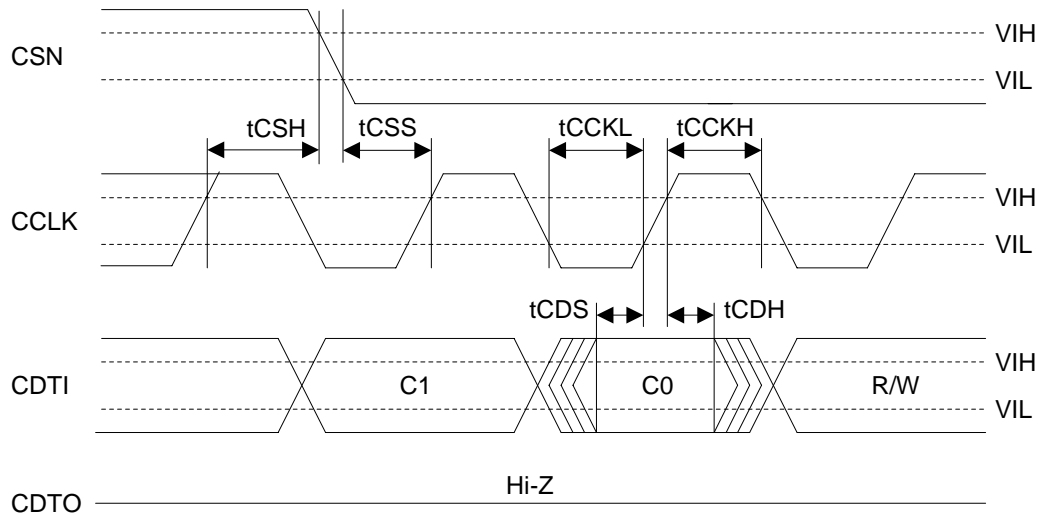 VIH
CSN
VIL
tCSH tCSS tCCKL tCCKH
VIH
CCLK
VIL
tCDS tCDH
VIH
CDTI C1 C0 R/W
VIL
Hi-Z
CDTO